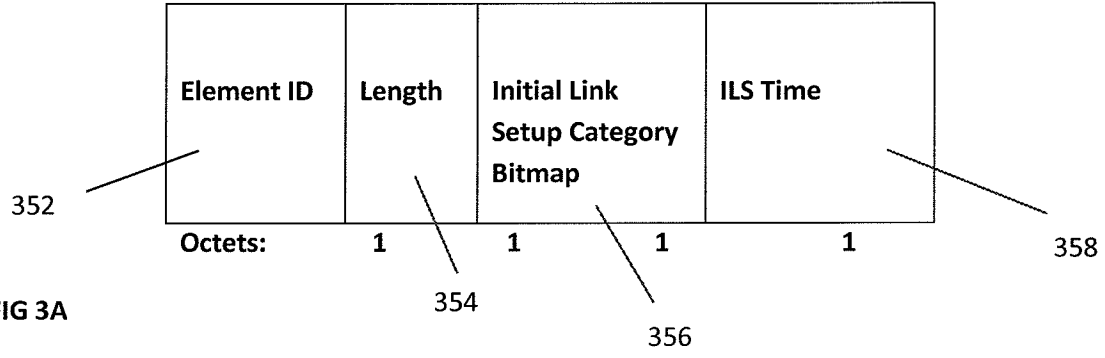 Element ID Length Initial Link ILS Time
Setup Category
Bitmap
352
Octets: 1 1 1 1
358
354
FIG 3A
356